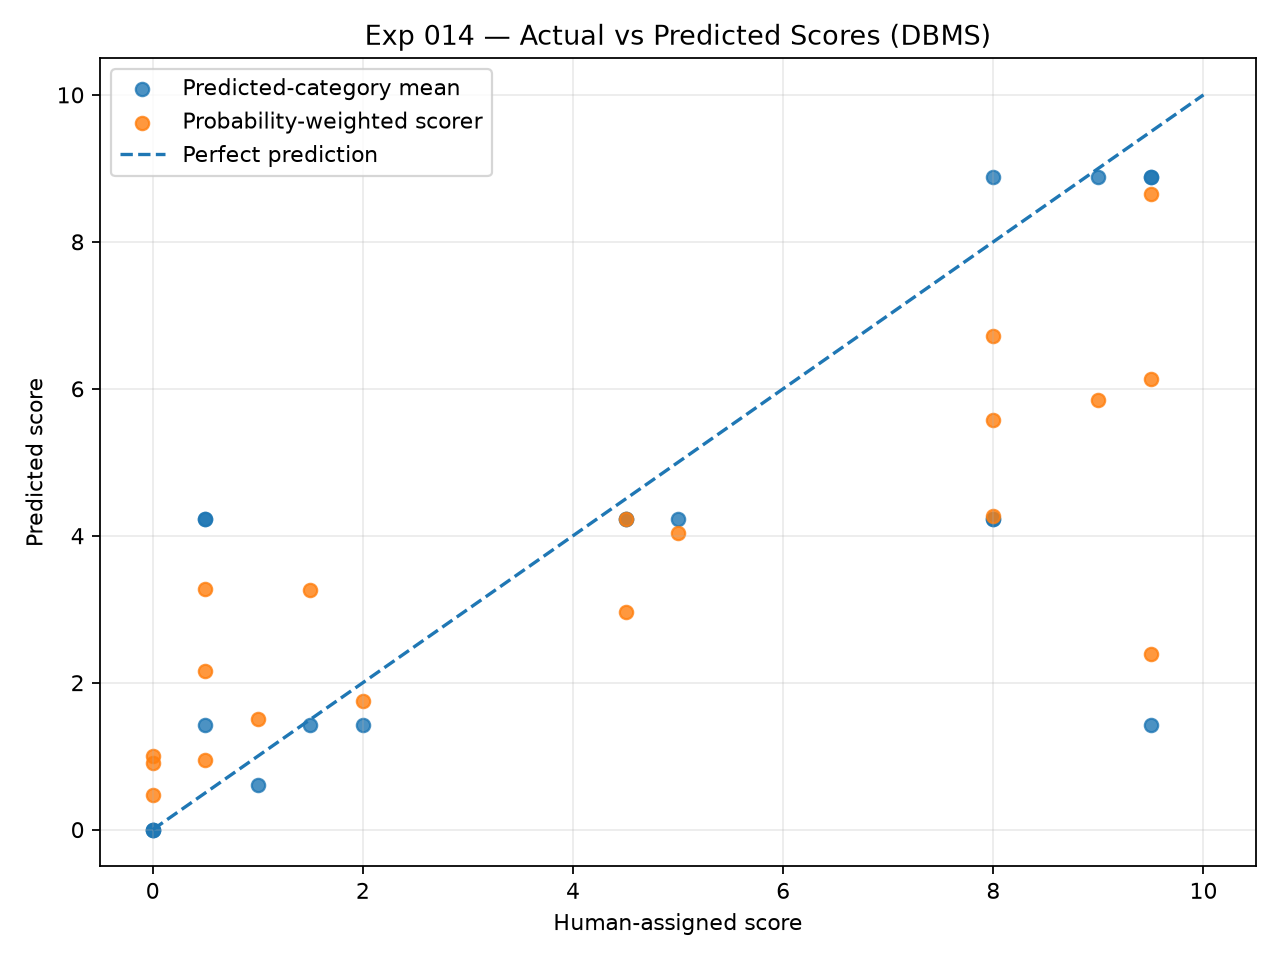 Exp 014 — Actual vs Predicted Scores (DBMS)
Predicted-category mean
Probability-weighted scorer
Perfect prediction
10
8
6
4
2
0
Predicted score
0 2 4 6 8 10
Human-assigned score